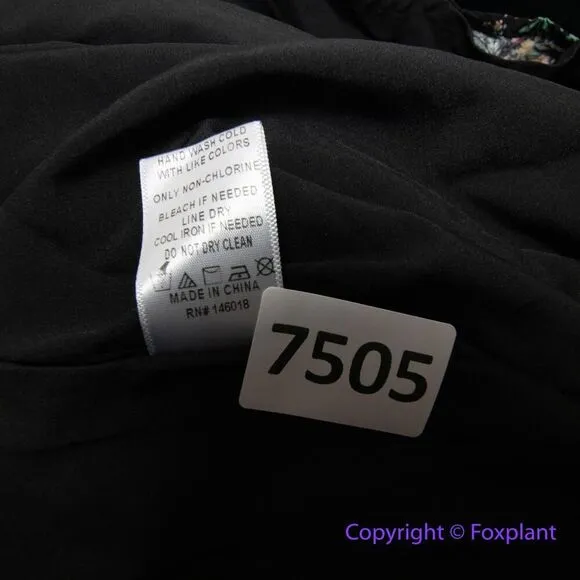 HAND WASH COLD
WITH LIKE COLORS
ONLY NON-CHLORINE
BLEACH IF NEEDED
LINE DRY
COOL IRON IF NEEDED
DO NOT DRY CLEAN
MADE IN CHINA
RN# 146018
7505
Copyright © Foxplant